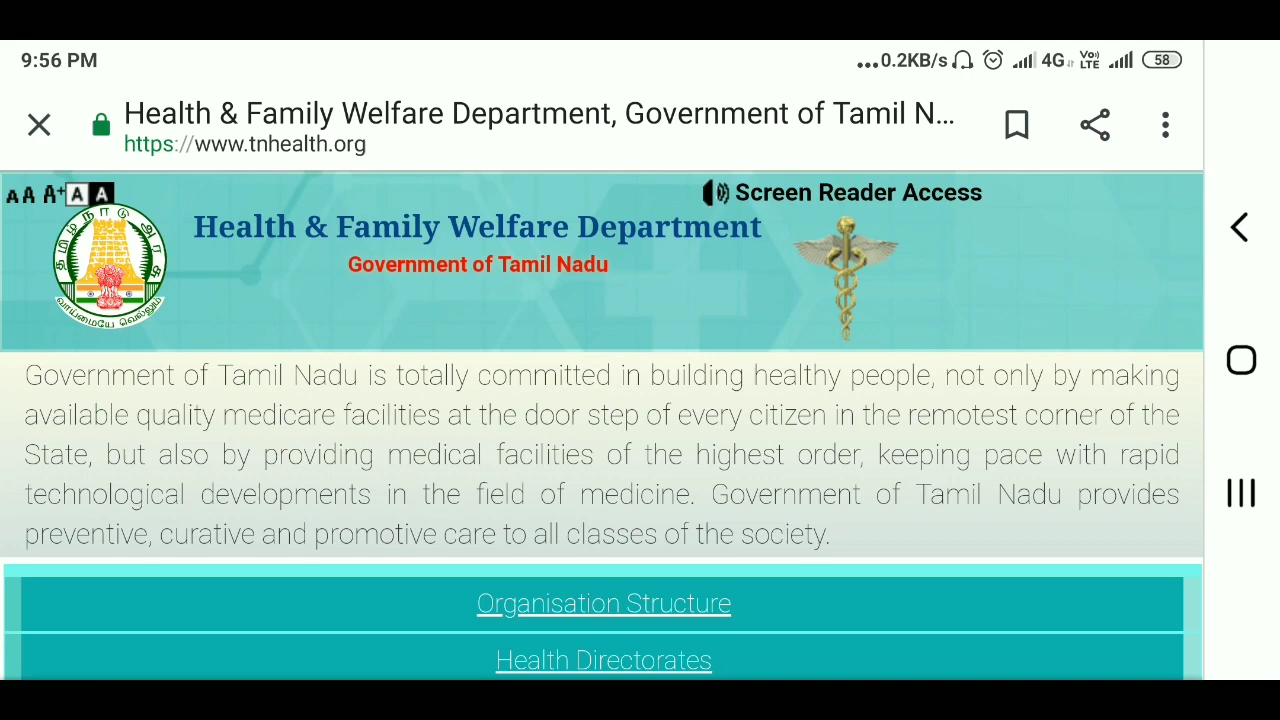 9:56 PM
...0.2KB/s 4G Vo) LTE 58
Health & Family Welfare Department, Government of Tamil N...
https://www.tnhealth.org
A A A+ A A
Screen Reader Access
Health & Family Welfare Department
Government of Tamil Nadu
தமிழ்நாடு அரசு
வாய்மையே வெல்லும்
Government of Tamil Nadu is totally committed in building healthy people, not only by making
available quality medicare facilities at the door step of every citizen in the remotest corner of the
State, but also by providing medical facilities of the highest order, keeping pace with rapid
technological developments in the field of medicine. Government of Tamil Nadu provides
preventive, curative and promotive care to all classes of the society.
Organisation Structure
Health Directorates